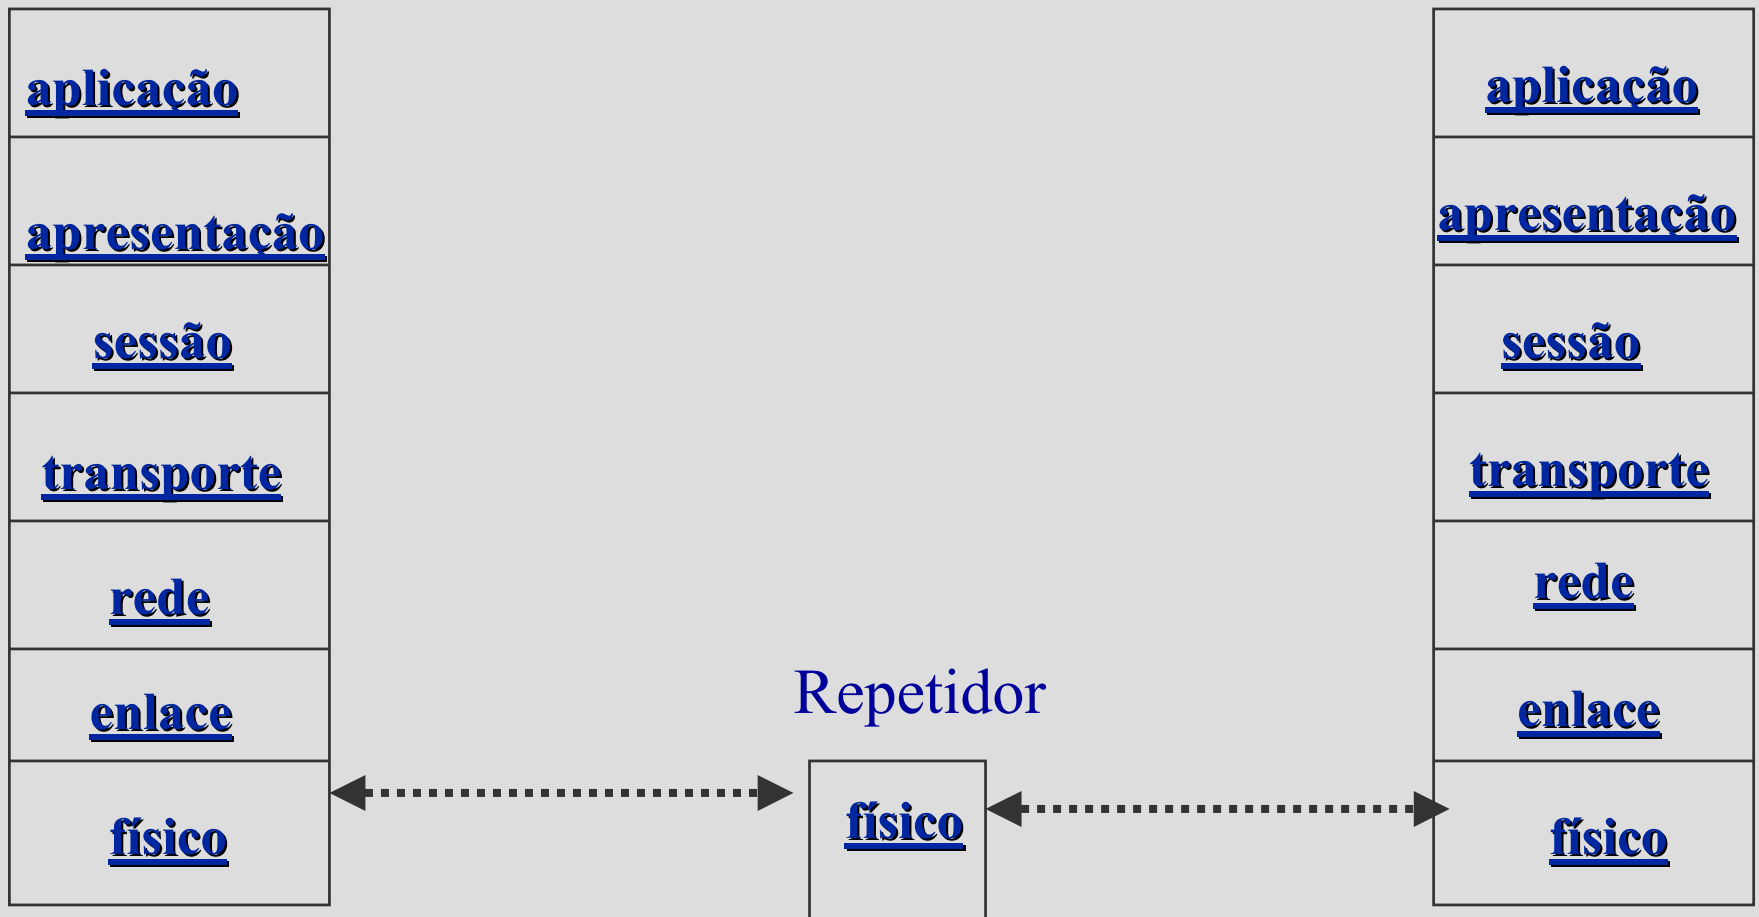 aplicação
apresentação
sessão
transporte
rede
enlace
físico
Repetidor
físico
aplicação
apresentação
sessão
transporte
rede
enlace
físico